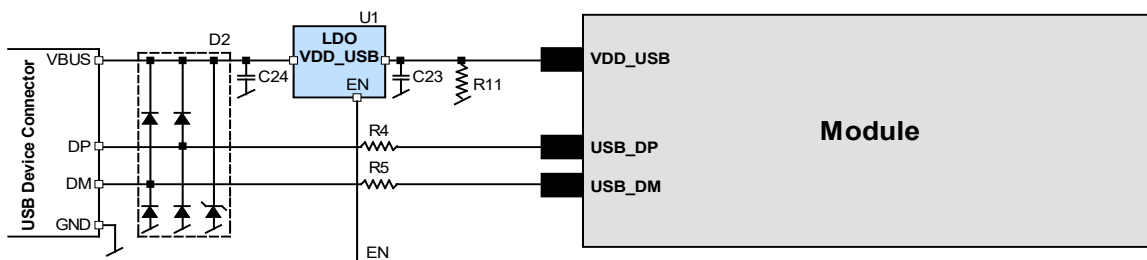 U1
D2
LDO
VDD_USB
EN
VBUS
C24
C23
R11
VDD_USB
USB Device Connector
DP
R4
USB_DP
Module
DM
R5
USB_DM
GND
EN